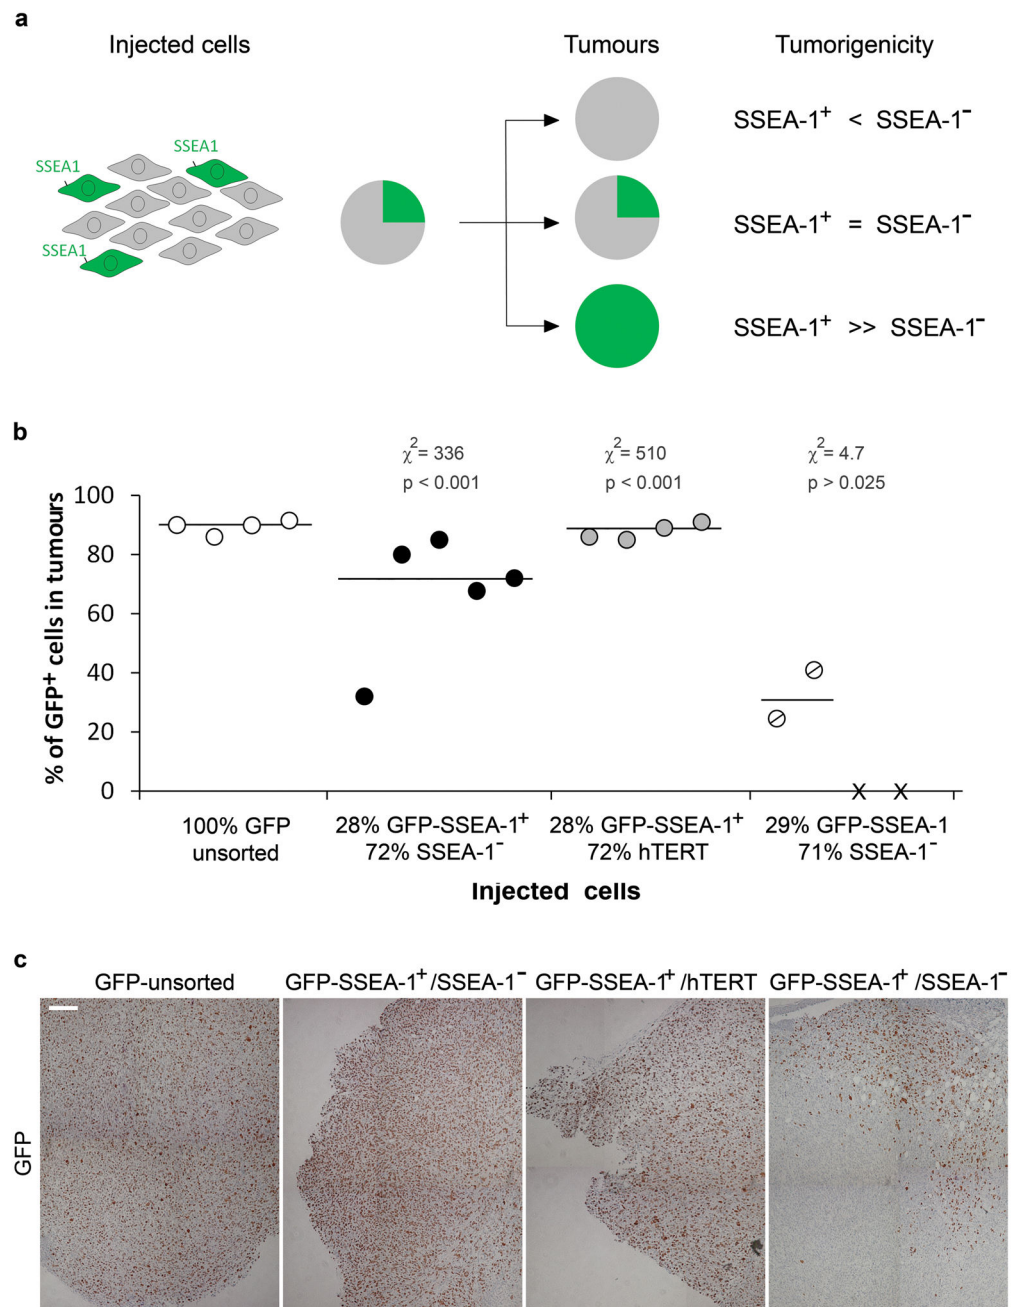 a
Injected cells
Tumours
Tumorigenicity
SSEA1
SSEA1
SSEA1
SSEA-1⁺ < SSEA-1⁻
SSEA-1⁺ = SSEA-1⁻
SSEA-1⁺ >> SSEA-1⁻
b
χ²= 336
p < 0.001
χ²= 510
p < 0.001
χ²= 4.7
p > 0.025
% of GFP⁺ cells in tumours
100
80
60
40
20
0
X X
100% GFP
unsorted
28% GFP-SSEA-1⁺
72% SSEA-1⁻
28% GFP-SSEA-1⁺
72% hTERT
29% GFP-SSEA-1
71% SSEA-1⁻
Injected cells
c
GFP-unsorted
GFP-SSEA-1⁺/SSEA-1⁻
GFP-SSEA-1⁺/hTERT
GFP-SSEA-1⁺/SSEA-1⁻
GFP